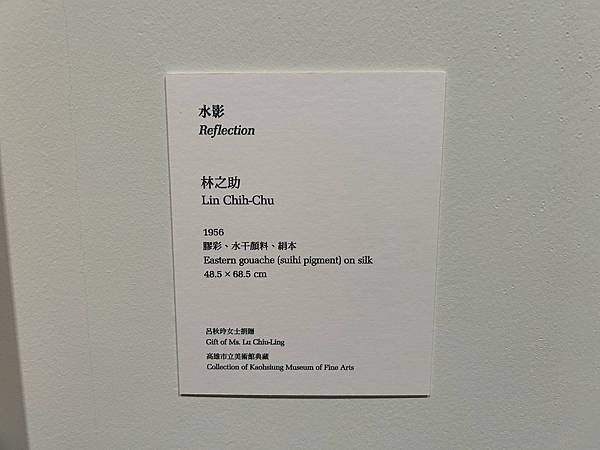 水影
Reflection
林之助
Lin Chih-Chu
1956
膠彩、水干顏料、絹本
Eastern gouache (suihi pigment) on silk
48.5 × 68.5 cm
呂秋玲女士捐贈
Gift of Ms. Lu Chiu-Ling
高雄市立美術館典藏
Collection of Kaohsiung Museum of Fine Arts